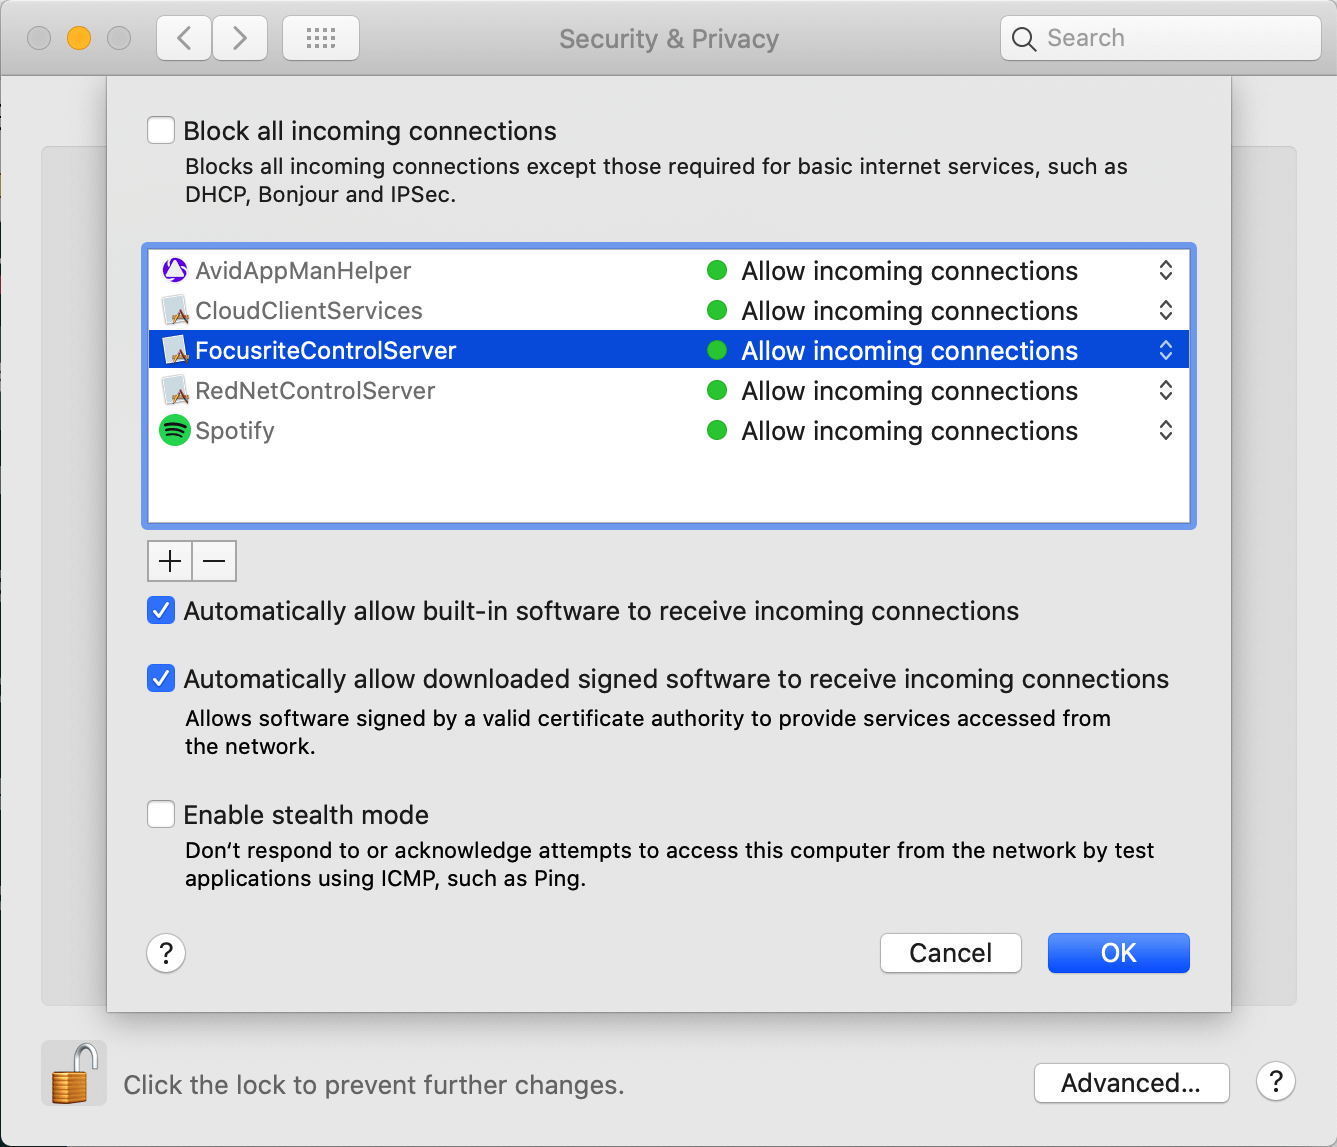 Security & Privacy
Search
Block all incoming connections
Blocks all incoming connections except those required for basic internet services, such as
DHCP, Bonjour and IPSec.
AvidAppManHelper Allow incoming connections
CloudClientServices Allow incoming connections
FocusriteControlServer Allow incoming connections
RedNetControlServer Allow incoming connections
Spotify Allow incoming connections
Automatically allow built-in software to receive incoming connections
Automatically allow downloaded signed software to receive incoming connections
Allows software signed by a valid certificate authority to provide services accessed from
the network.
Enable stealth mode
Don’t respond to or acknowledge attempts to access this computer from the network by test
applications using ICMP, such as Ping.
? Cancel OK
Click the lock to prevent further changes. Advanced... ?